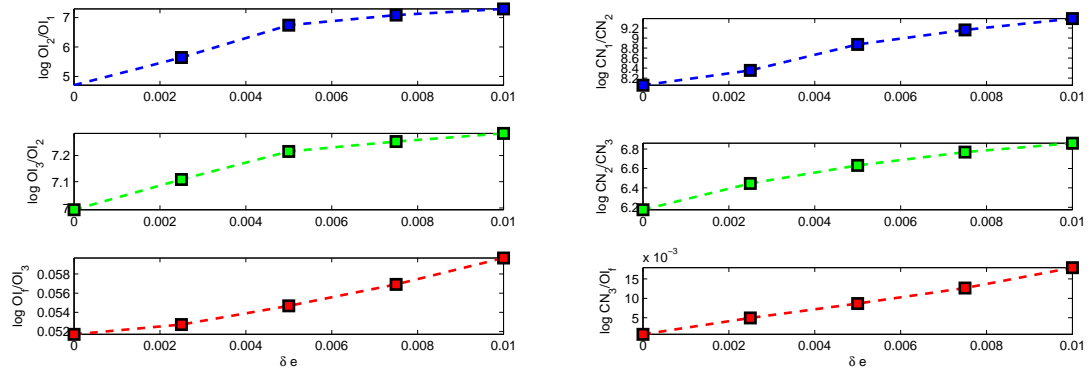 log OI2/OI1
7
6
5
0 0.002 0.004 0.006 0.008 0.01
log CN1/CN2
9.2
9
8.8
8.6
8.4
8.2
0 0.002 0.004 0.006 0.008 0.01
log OI3/OI2
7.2
7.1
7
0 0.002 0.004 0.006 0.008 0.01
log CN2/CN3
6.8
6.6
6.4
6.2
0 0.002 0.004 0.006 0.008 0.01
log OIf/OI3
0.058
0.056
0.054
0.052
0 0.002 0.004 0.006 0.008 0.01
δ e
x 10-3
log CN3/OIf
15
10
5
0 0.002 0.004 0.006 0.008 0.01
δ e